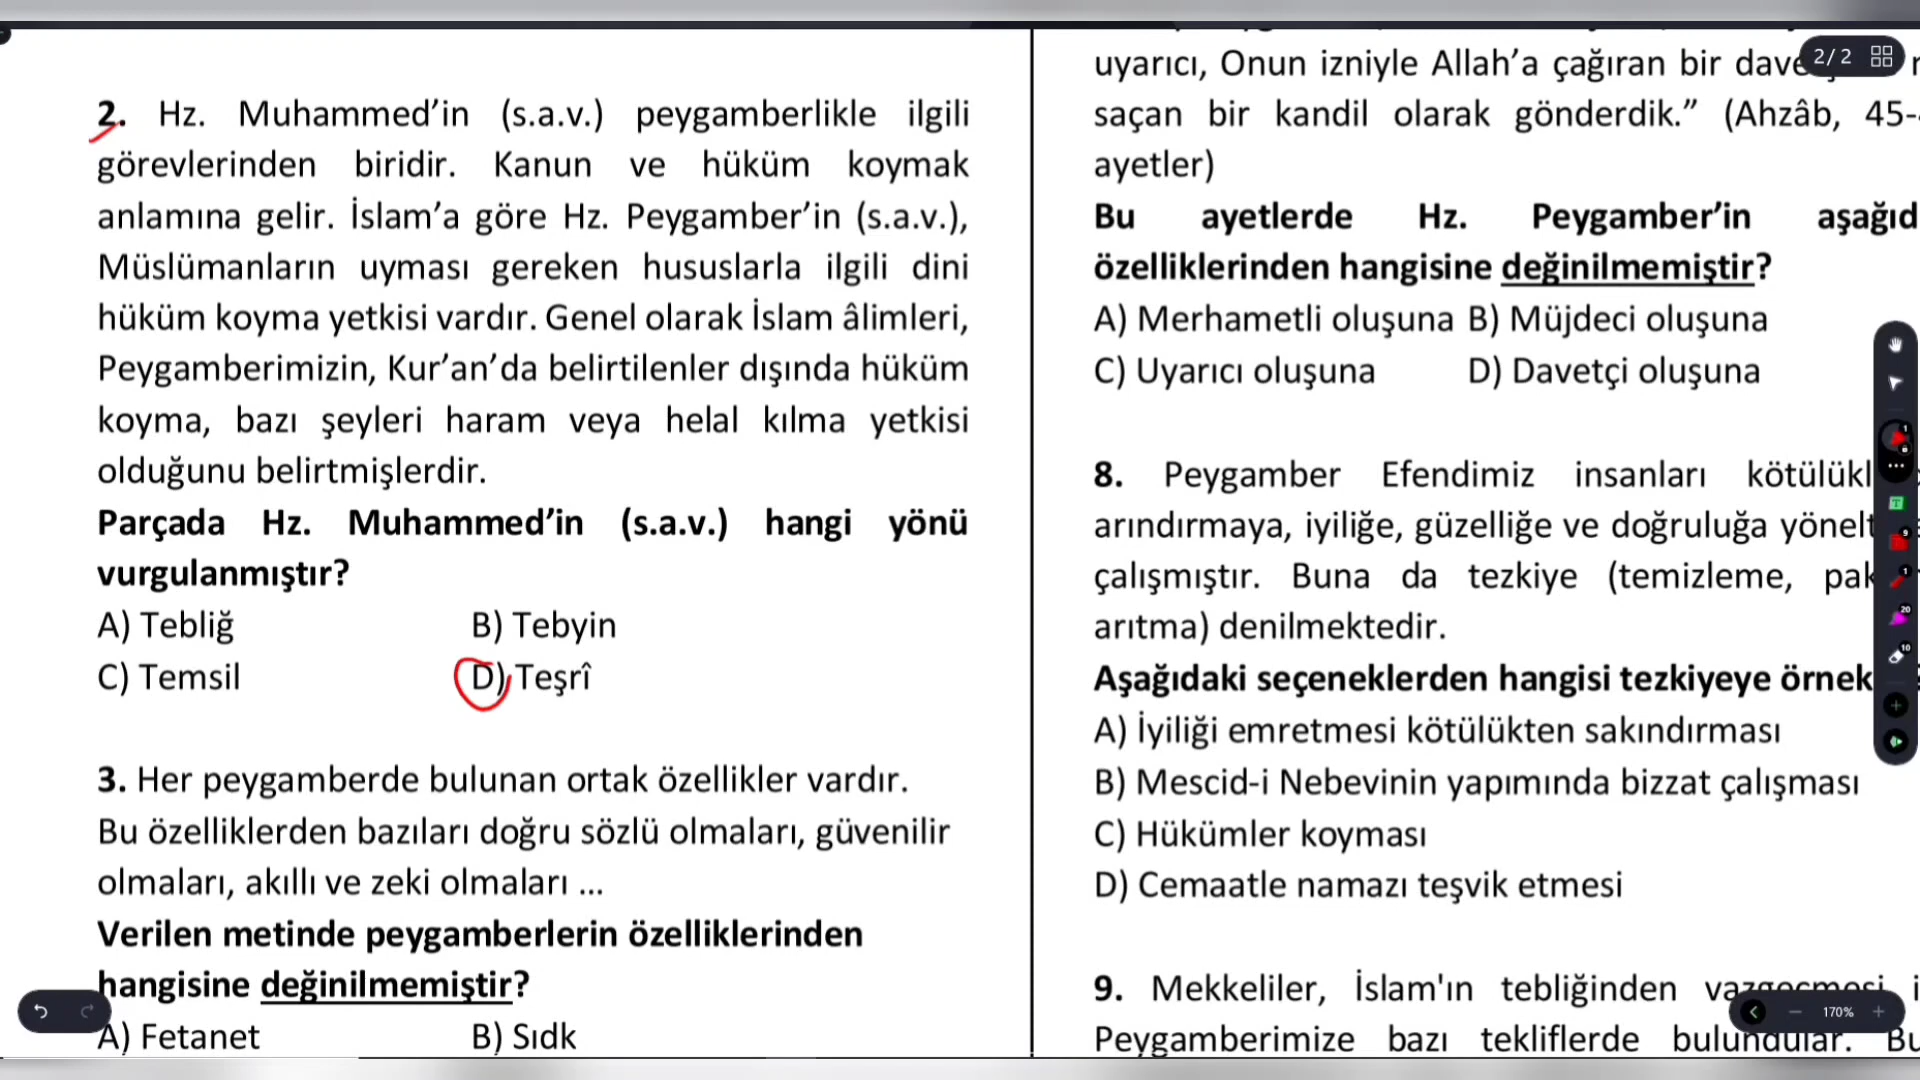 2. Hz. Muhammed’in (s.a.v.) peygamberlikle ilgili
görevlerinden biridir. Kanun ve hüküm koymak
anlamına gelir. İslam’a göre Hz. Peygamber’in (s.a.v.),
Müslümanların uyması gereken hususlarla ilgili dini
hüküm koyma yetkisi vardır. Genel olarak İslam âlimleri,
Peygamberimizin, Kur’an’da belirtilenler dışında hüküm
koyma, bazı şeyleri haram veya helal kılma yetkisi
olduğunu belirtmişlerdir.
Parçada Hz. Muhammed’in (s.a.v.) hangi yönü
vurgulanmıştır?
A) Tebliğ B) Tebyin
C) Temsil D) Teşrî
3. Her peygamberde bulunan ortak özellikler vardır.
Bu özelliklerden bazıları doğru sözlü olmaları, güvenilir
olmaları, akıllı ve zeki olmaları ...
Verilen metinde peygamberlerin özelliklerinden
hangisine değinilmemiştir?
A) Fetanet B) Sıdk
uyarıcı, Onun izniyle Allah’a çağıran bir
saçan bir kandil olarak gönderdik.” (Ahzâb, 45-
ayetler)
Bu ayetlerde Hz. Peygamber’in aşağıd
özelliklerinden hangisine değinilmemiştir?
A) Merhametli oluşuna B) Müjdeci oluşuna
C) Uyarıcı oluşuna D) Davetçi oluşuna
8. Peygamber Efendimiz insanları kötülükl
arındırmaya, iyiliğe, güzelliğe ve doğruluğa yönelt
çalışmıştır. Buna da tezkiye (temizleme, pak
arıtma) denilmektedir.
Aşağıdaki seçeneklerden hangisi tezkiyeye örnek
A) İyiliği emretmesi kötülükten sakındırması
B) Mescid-i Nebevinin yapımında bizzat çalışması
C) Hükümler koyması
D) Cemaatle namazı teşvik etmesi
9. Mekkeliler, İslam'ın tebliğinden vazgeçmesi i
Peygamberimize bazı tekliflerde bulundular. Bu
2/2
170%